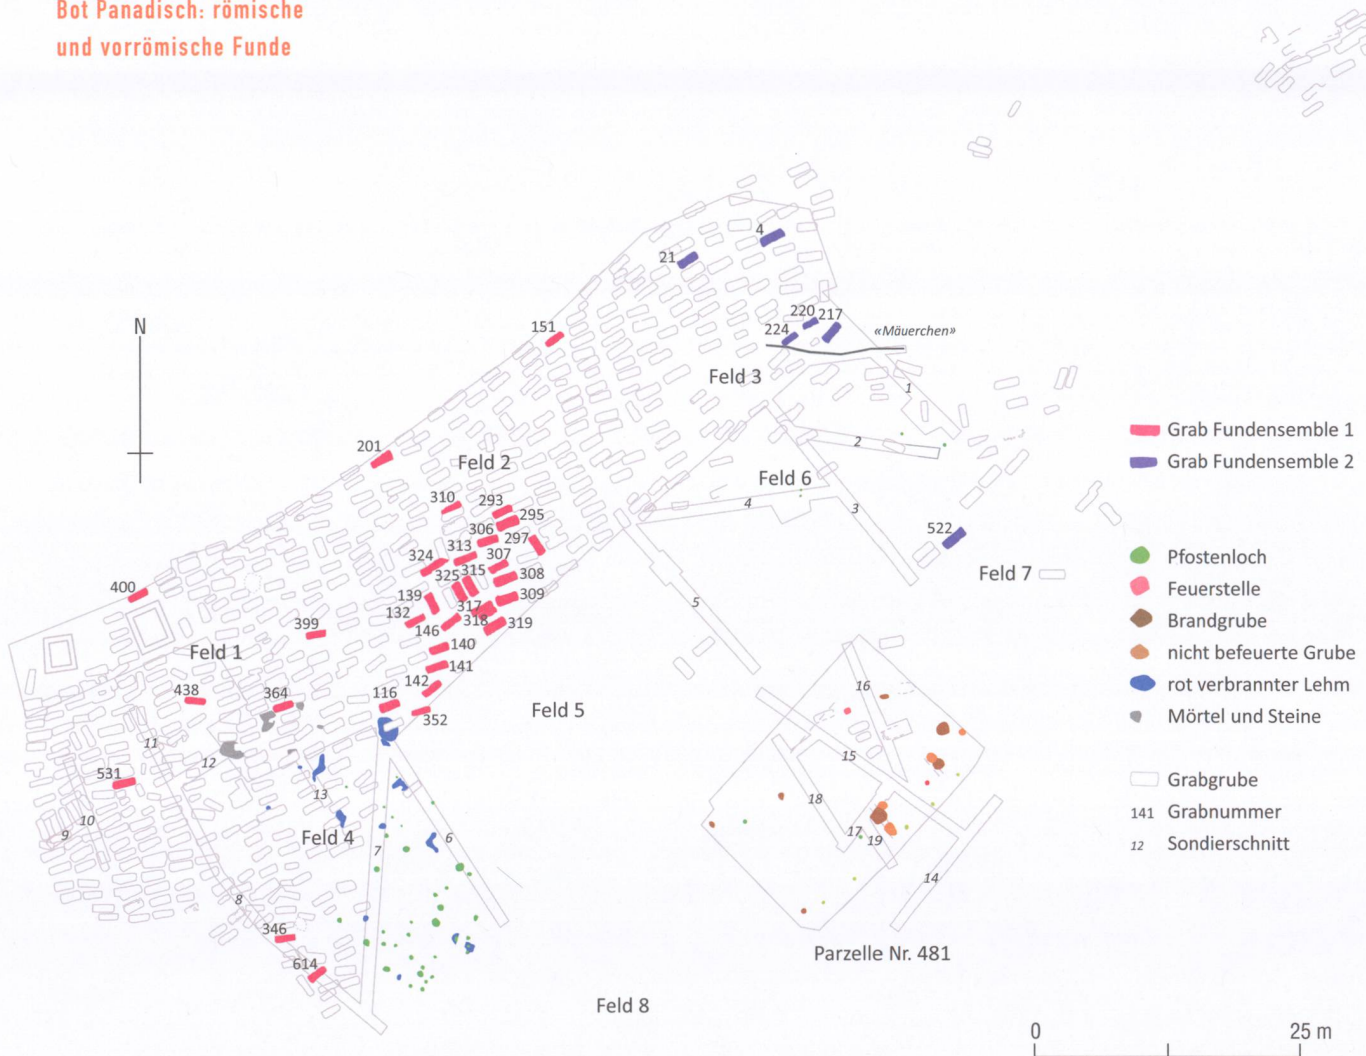 Bot Panadisch: römische
und vorrömische Funde
4
21
220
217
224
«Mäuerchen»
151
N
Feld 3
1
201
2
Grab Fundensemble 1
Feld 2
Grab Fundensemble 2
Feld 6
310
293
4
3
295
306
297
522
313
324
307
Pfostenloch
315
325
308
Feld 7
400
Feuerstelle
139
309
5
317
132
318
Brandgrube
399
146
319
Feld 1
140
nicht befeuerte Grube
141
142
16
rot verbrannter Lehm
438
364
116
352
Feld 5
Mörtel und Steine
11
12
15
531
13
Grabgrube
18
10
141
Grabnummer
9
Feld 4
6
17
19
7
12
Sondierschnitt
14
8
346
Parzelle Nr. 481
614
Feld 8
0
25 m